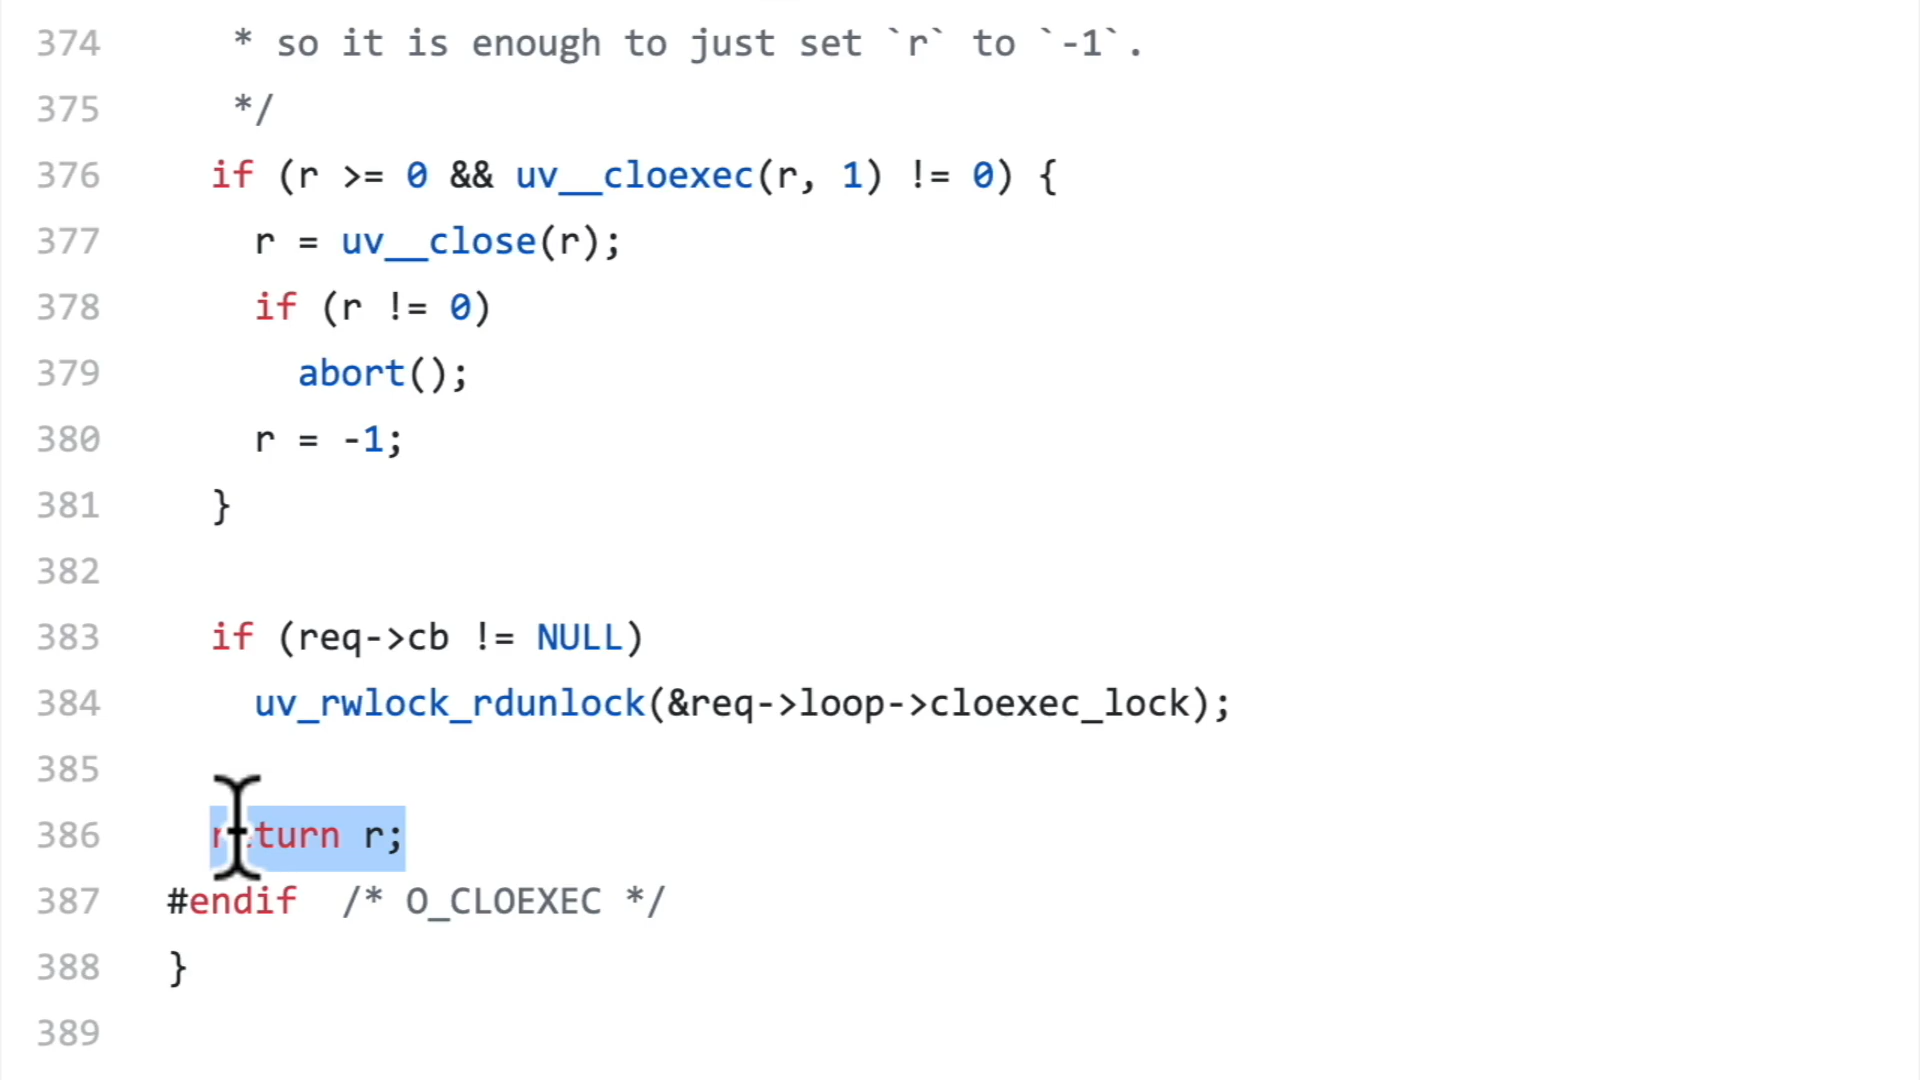 374 * so it is enough to just set `r` to `-1`.
375 */
376 if (r >= 0 && uv__cloexec(r, 1) != 0) {
377 r = uv__close(r);
378 if (r != 0)
379 abort();
380 r = -1;
381 }
382
383 if (req->cb != NULL)
384 uv_rwlock_rdunlock(&req->loop->cloexec_lock);
385
386 return r;
387 #endif /* O_CLOEXEC */
388 }
389